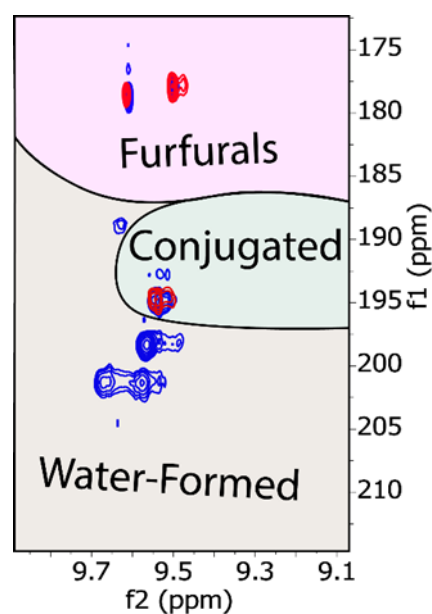 175
180
Furfurals
185
190
Conjugated
195
200
205
Water-Formed
210
f1 (ppm)
9.7 9.5 9.3 9.1
f2 (ppm)